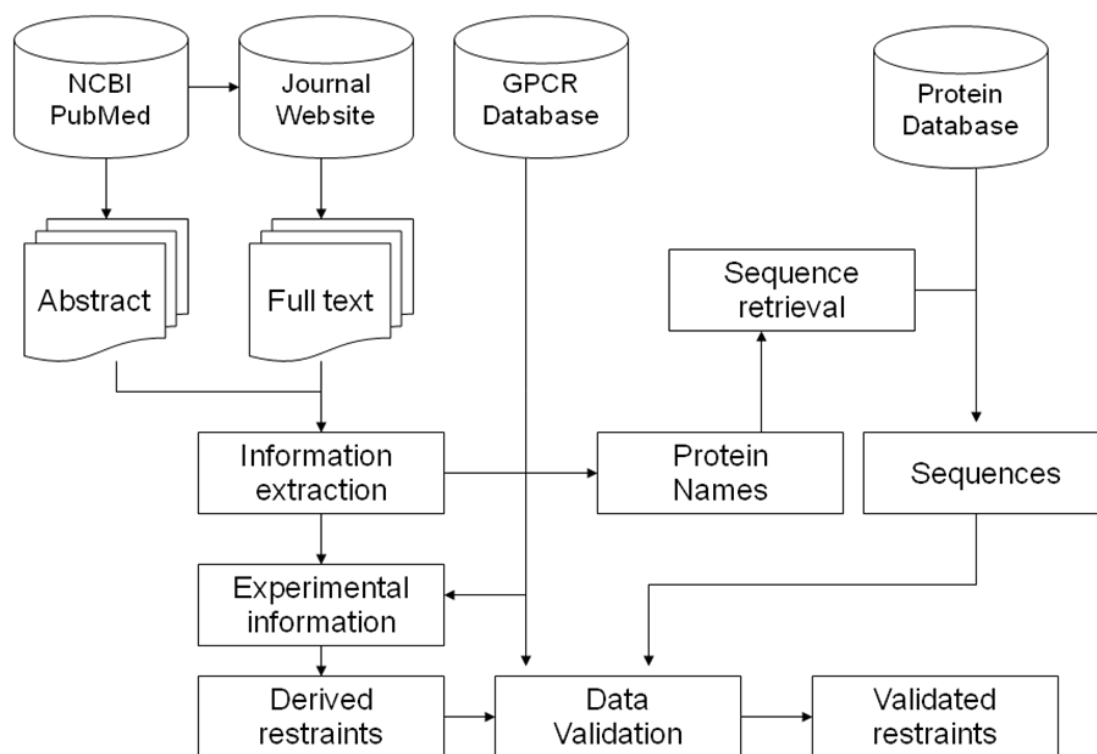 NCBI
PubMed
Journal
Website
GPCR
Database
Protein
Database
Abstract
Full text
Sequence
retrieval
Information
extraction
Protein
Names
Sequences
Experimental
information
Derived
restraints
Data
Validation
Validated
restraints